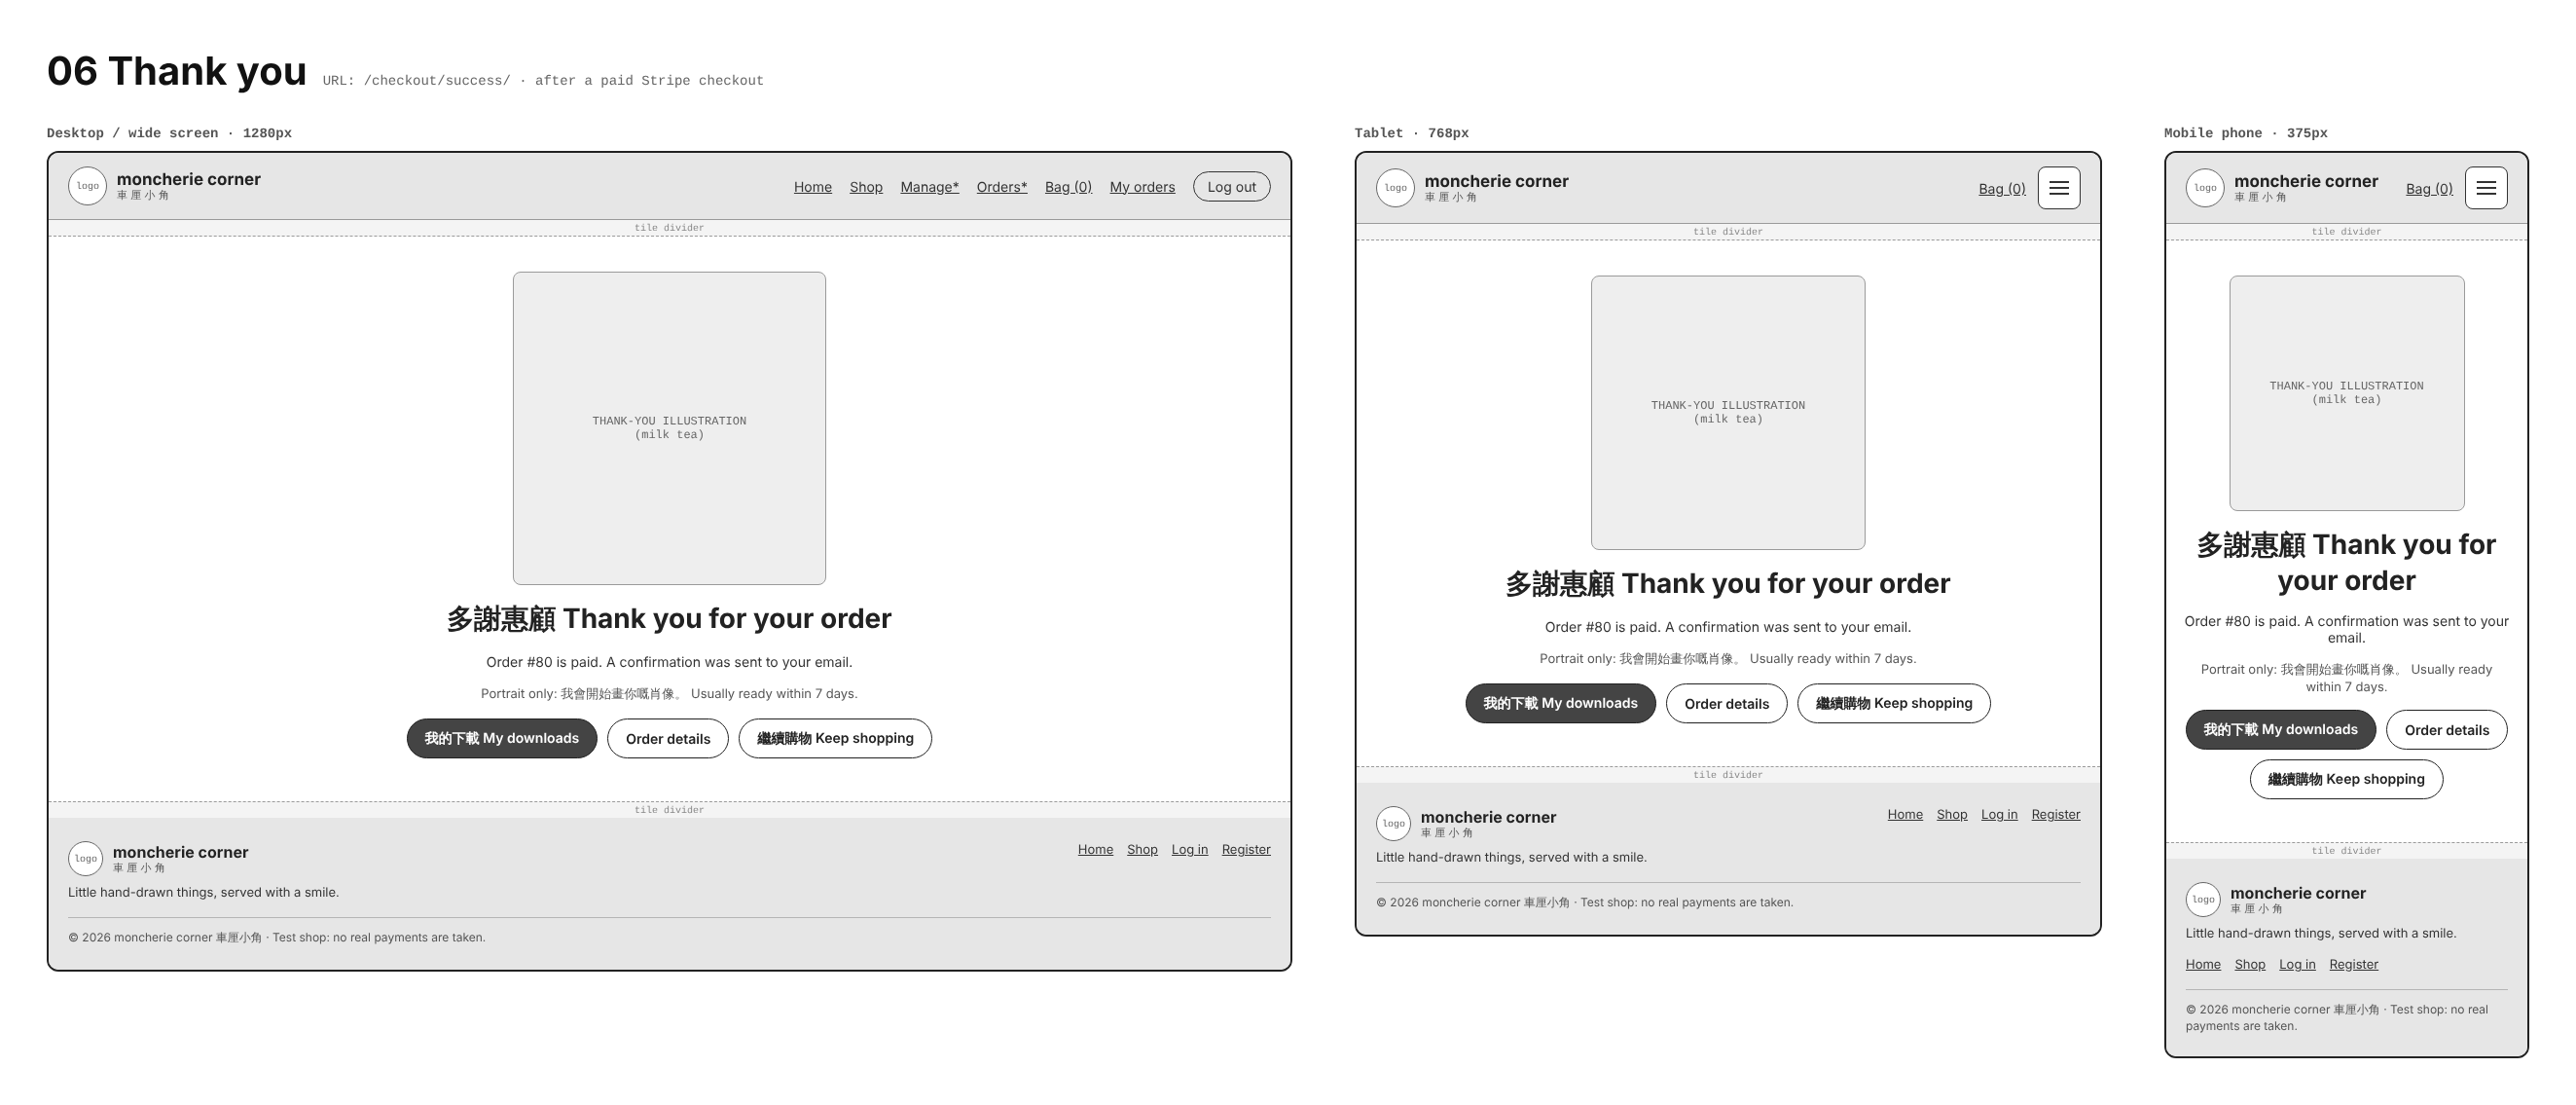 06 Thank you URL: /checkout/success/ · after a paid Stripe checkout
Desktop / wide screen · 1280px
logo
moncherie corner
車厘小角
Home Shop Manage* Orders* Bag (0) My orders Log out
tile divider
THANK-YOU ILLUSTRATION
(milk tea)
多謝惠顧 Thank you for your order
Order #80 is paid. A confirmation was sent to your email.
Portrait only: 我會開始畫你嘅肖像。 Usually ready within 7 days.
我的下載 My downloads Order details 繼續購物 Keep shopping
tile divider
logo
moncherie corner
車厘小角
Home Shop Log in Register
Little hand-drawn things, served with a smile.
© 2026 moncherie corner 車厘小角 · Test shop: no real payments are taken.
Tablet · 768px
logo
moncherie corner
車厘小角
Bag (0)
tile divider
THANK-YOU ILLUSTRATION
(milk tea)
多謝惠顧 Thank you for your order
Order #80 is paid. A confirmation was sent to your email.
Portrait only: 我會開始畫你嘅肖像。 Usually ready within 7 days.
我的下載 My downloads Order details 繼續購物 Keep shopping
tile divider
logo
moncherie corner
車厘小角
Home Shop Log in Register
Little hand-drawn things, served with a smile.
© 2026 moncherie corner 車厘小角 · Test shop: no real payments are taken.
Mobile phone · 375px
logo
moncherie corner
車厘小角
Bag (0)
tile divider
THANK-YOU ILLUSTRATION
(milk tea)
多謝惠顧 Thank you for
your order
Order #80 is paid. A confirmation was sent to your
email.
Portrait only: 我會開始畫你嘅肖像。 Usually ready
within 7 days.
我的下載 My downloads Order details
繼續購物 Keep shopping
tile divider
logo
moncherie corner
車厘小角
Little hand-drawn things, served with a smile.
Home Shop Log in Register
© 2026 moncherie corner 車厘小角 · Test shop: no real
payments are taken.